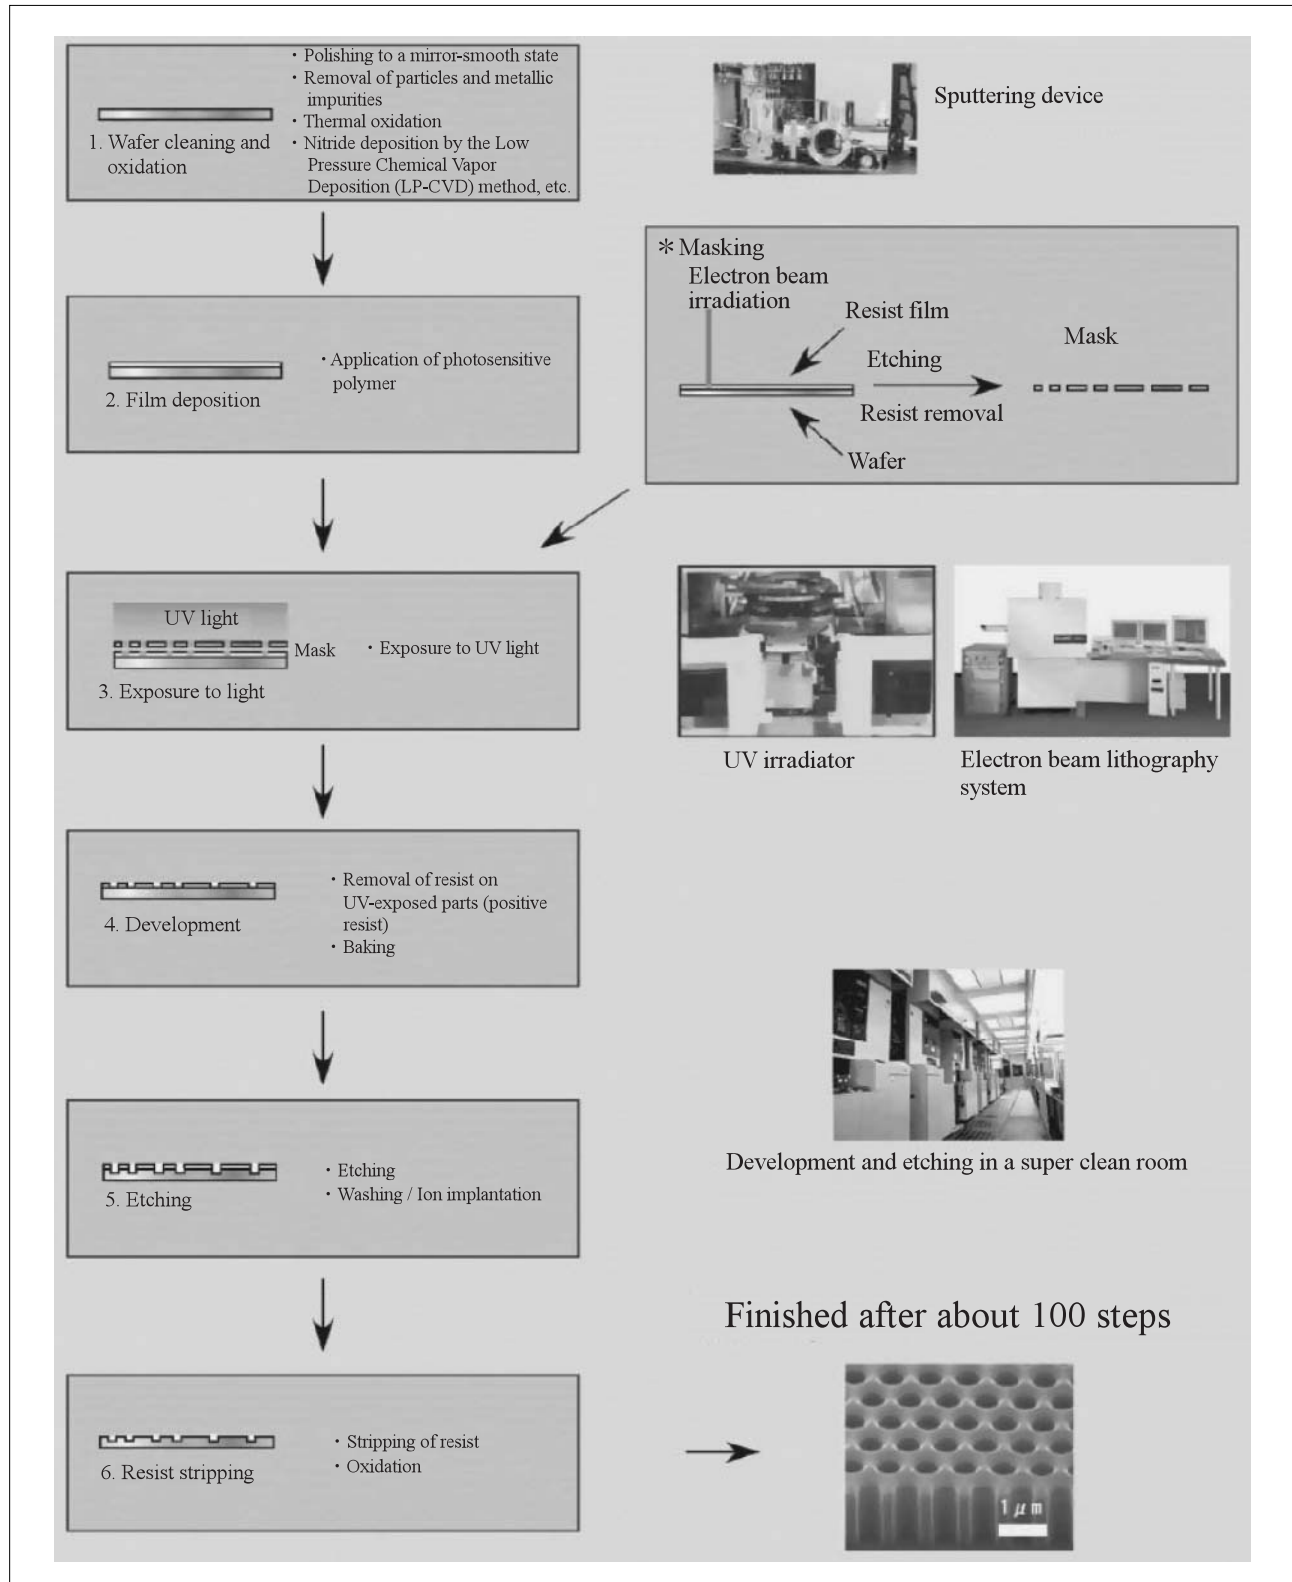 ・Polishing to a mirror-smooth state
・Removal of particles and metallic
impurities
・Thermal oxidation
・Nitride deposition by the Low
Pressure Chemical Vapor
Deposition (LP-CVD) method, etc.
1. Wafer cleaning and
oxidation
Sputtering device
＊Masking
Electron beam
irradiation
Resist film
Etching
Resist removal
Wafer
Mask
・Application of photosensitive
polymer
2. Film deposition
UV light
Mask
・Exposure to UV light
3. Exposure to light
UV irradiator
Electron beam lithography
system
・Removal of resist on
UV-exposed parts (positive
resist)
・Baking
4. Development
Development and etching in a super clean room
・Etching
・Washing / Ion implantation
5. Etching
Finished after about 100 steps
・Stripping of resist
・Oxidation
6. Resist stripping
1 μm